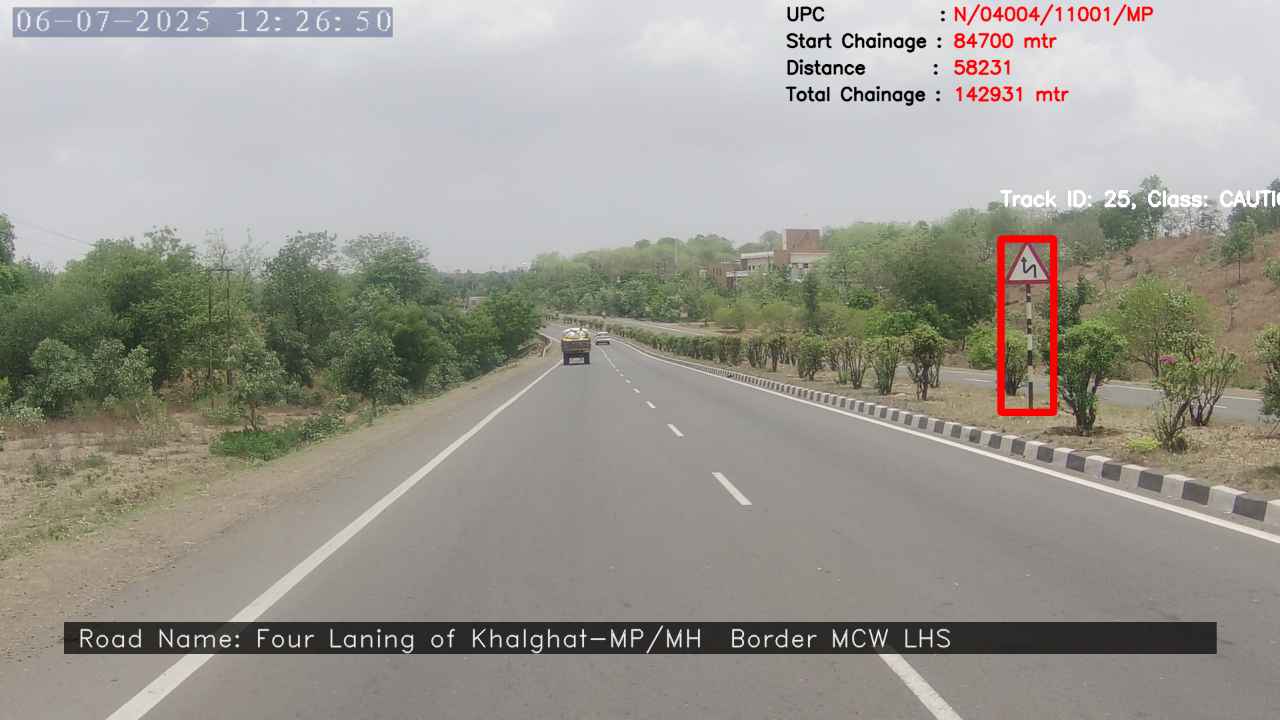 06-07-2025 12:26:50
UPC : N/04004/11001/MP
Start Chainage : 84700 mtr
Distance : 58231
Total Chainage : 142931 mtr
Track ID: 25, Class: CAUTI
Road Name: Four Laning of Khalghat-MP/MH Border MCW LHS